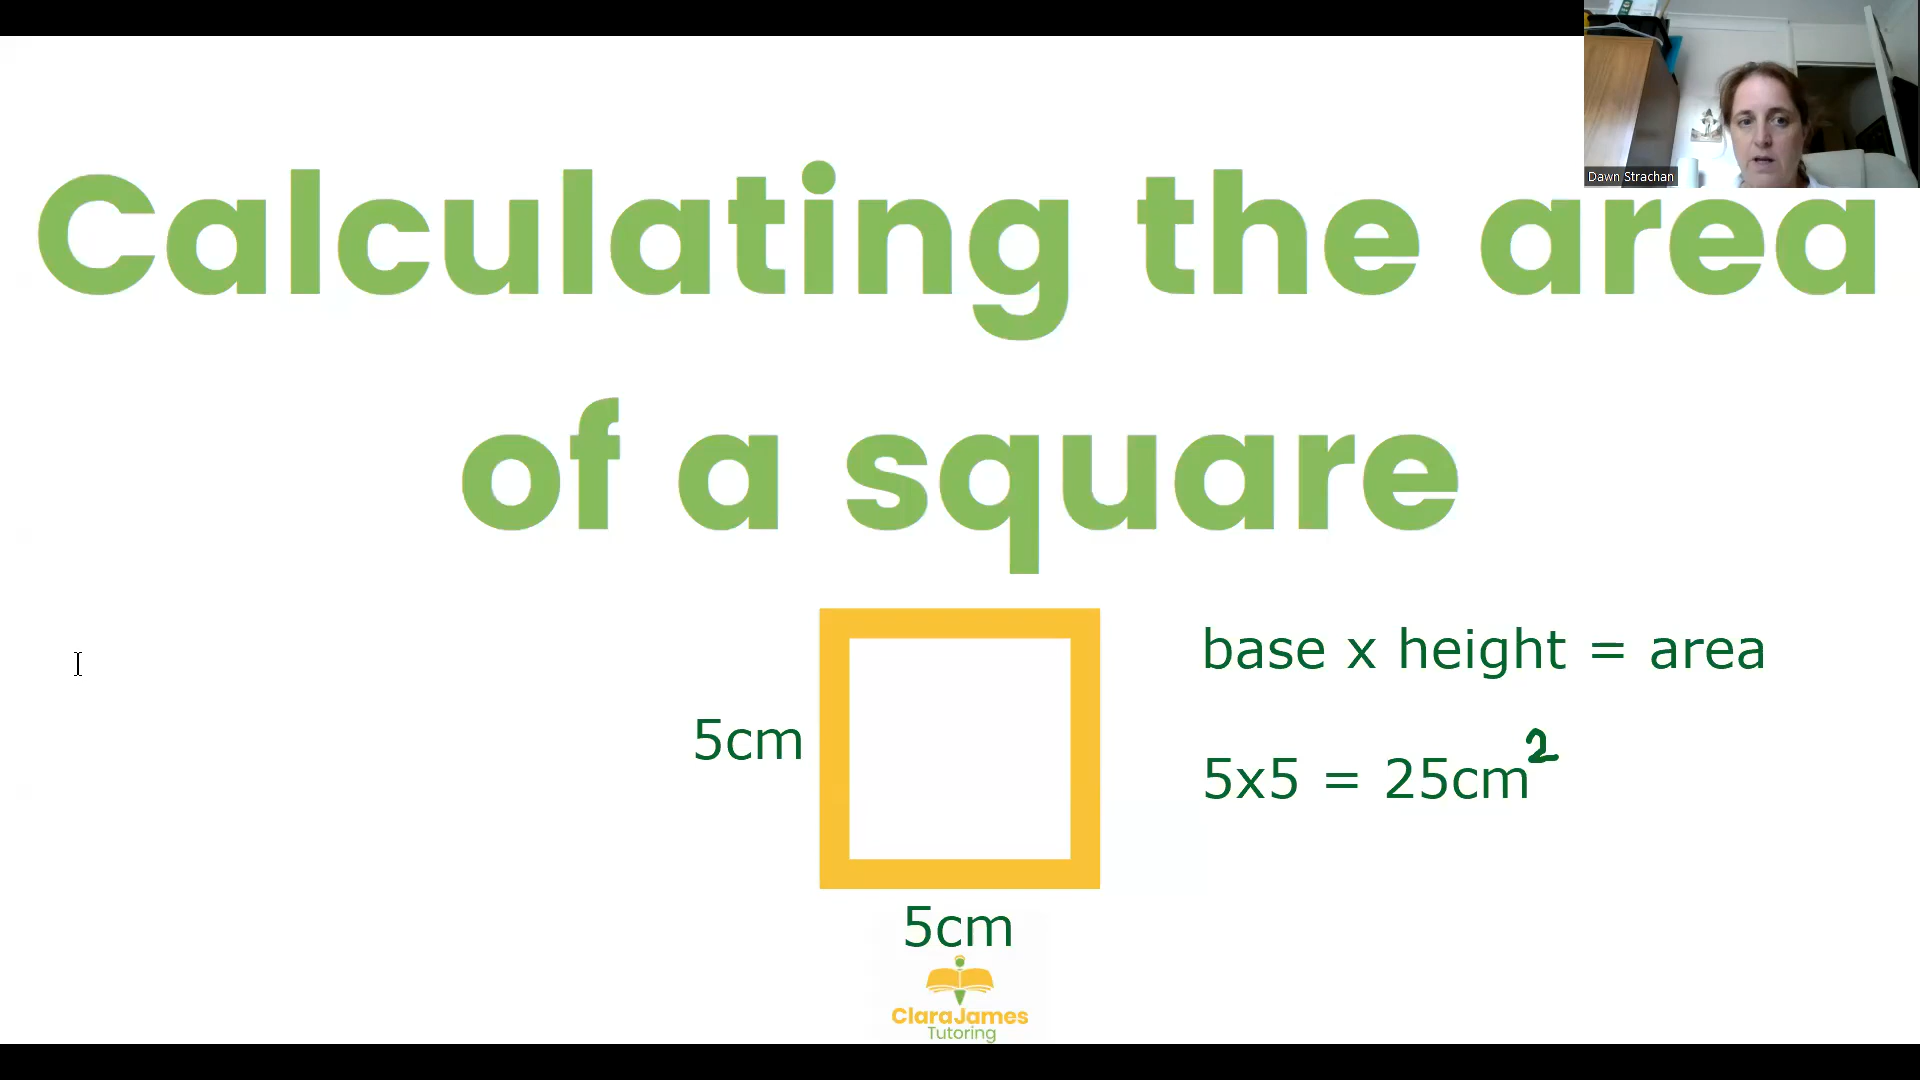 Dawn Strachan
Calculating the area
of a square
base x height = area
5cm
5x5 = 25cm²
5cm
ClaraJames
Tutoring